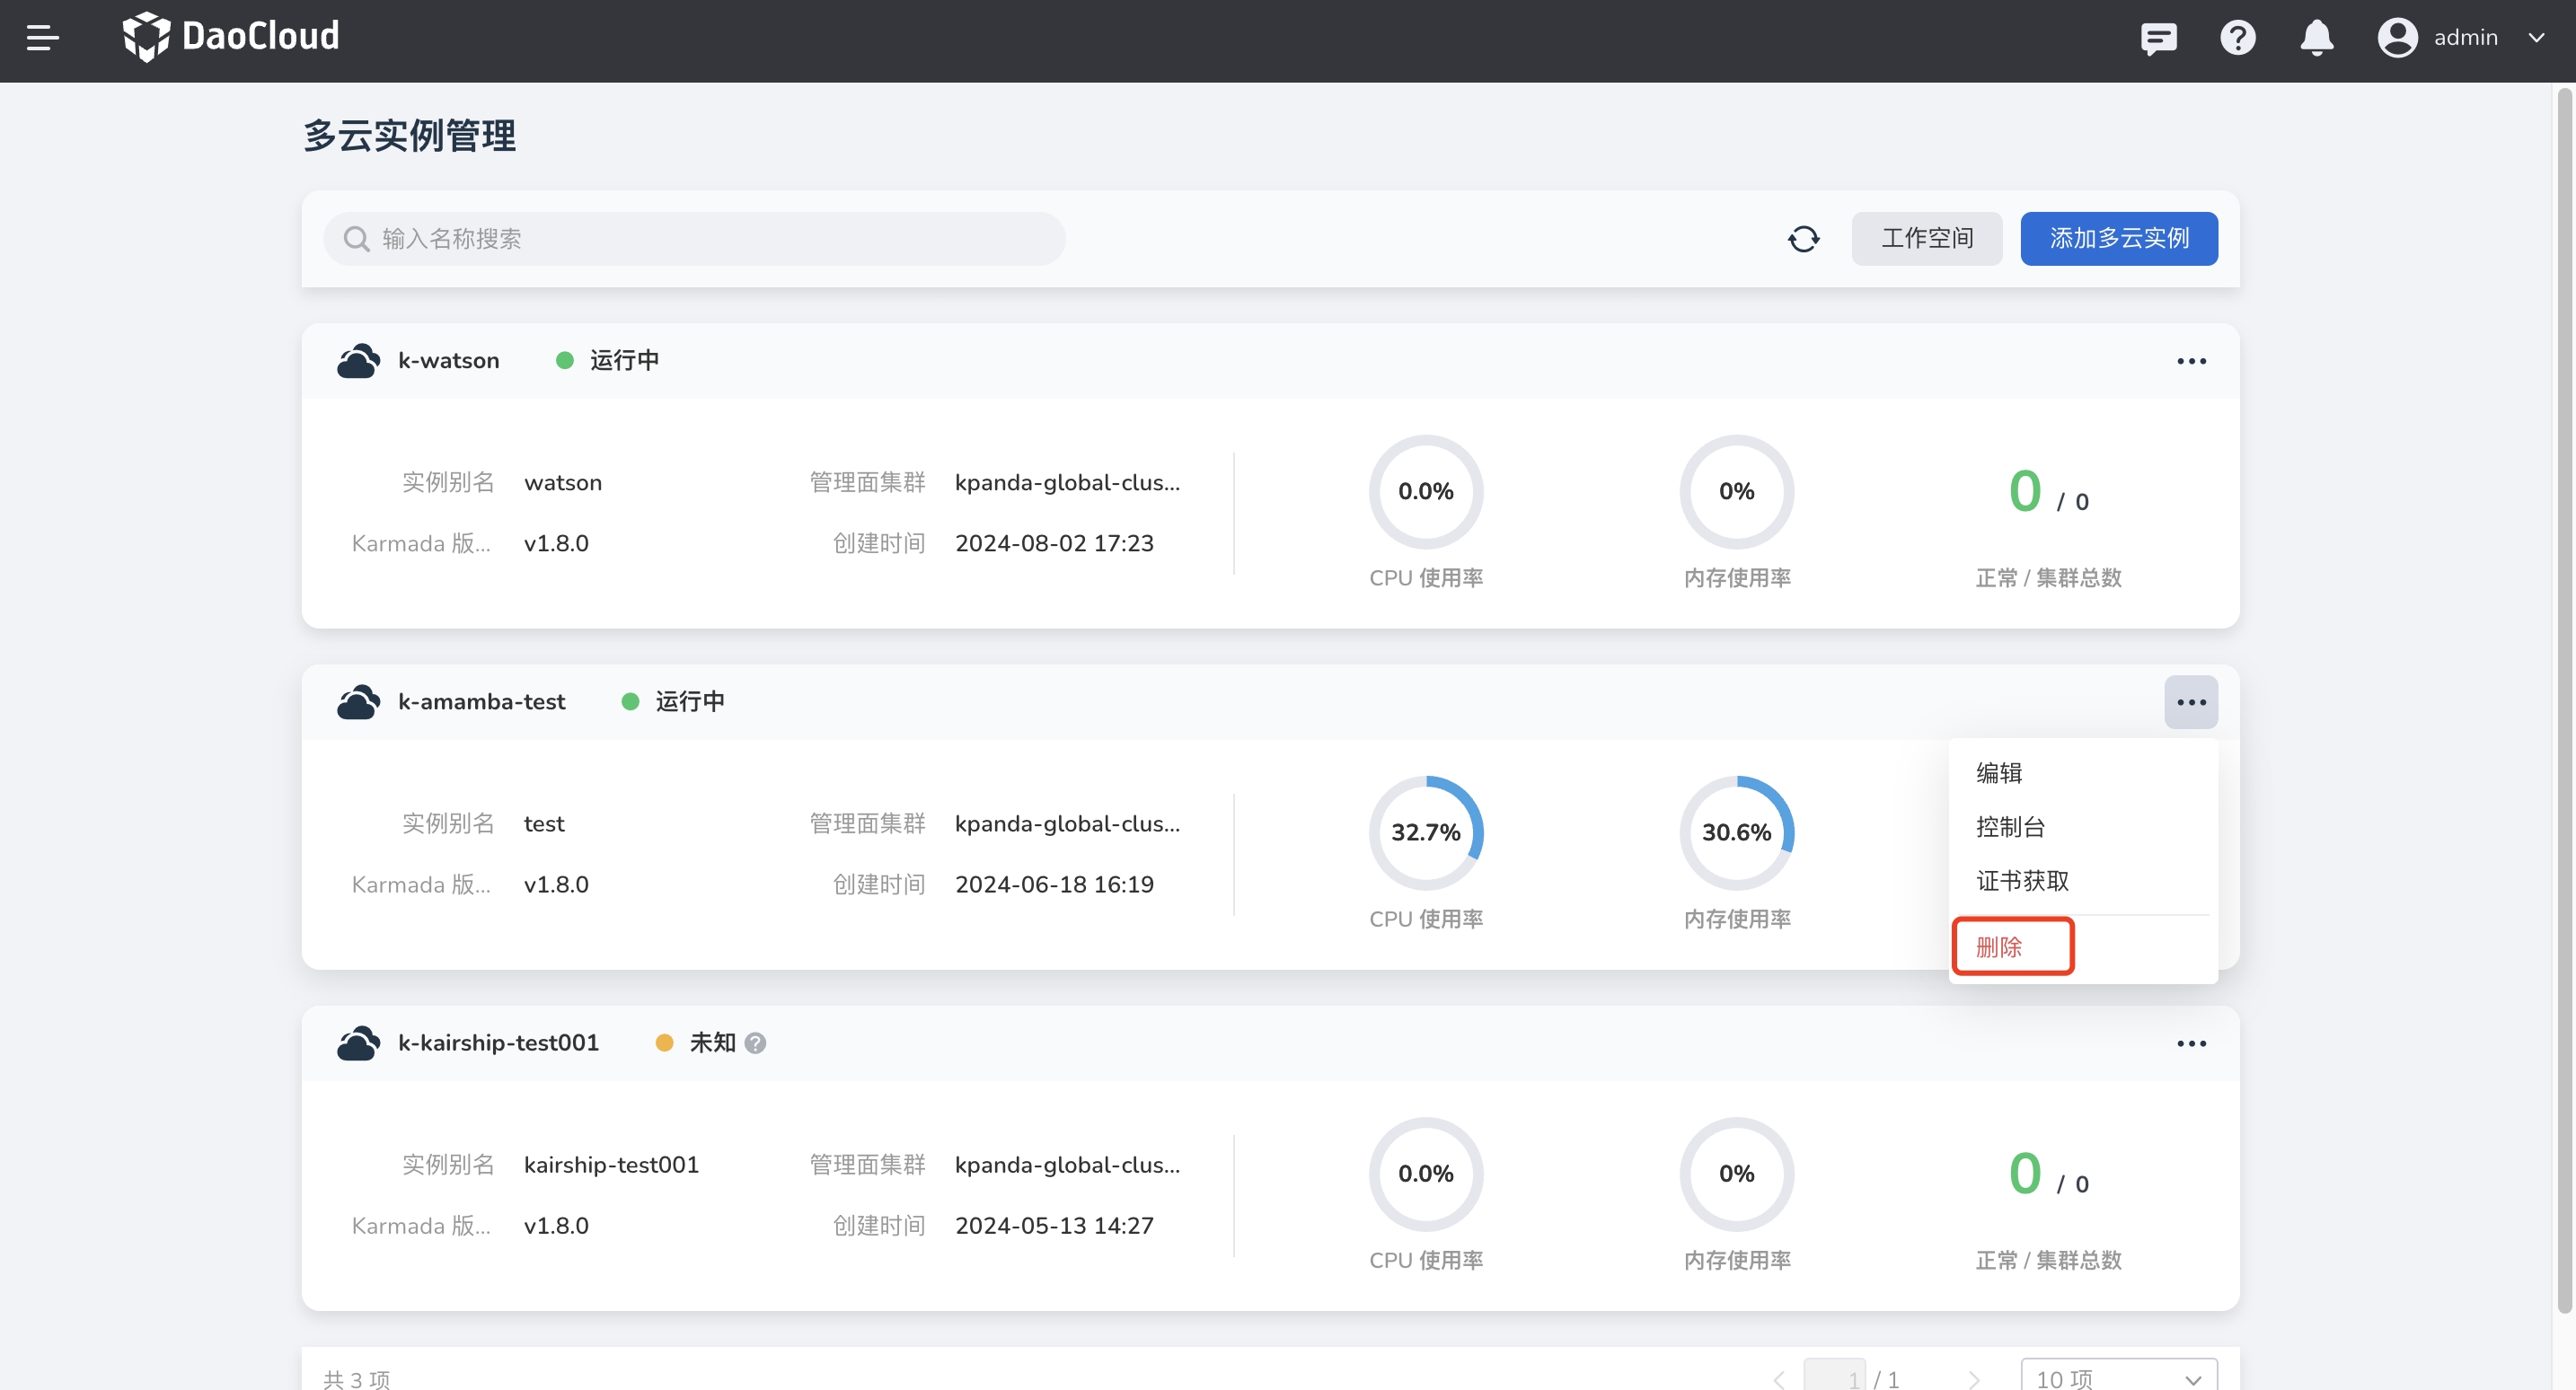 DaoCloud
admin
多云实例管理
输入名称搜索
工作空间
添加多云实例
k-watson
运行中
实例别名
watson
管理面集群
kpanda-global-clus...
Karmada 版...
v1.8.0
创建时间
2024-08-02 17:23
0.0%
CPU 使用率
0%
内存使用率
0 / 0
正常 / 集群总数
k-amamba-test
运行中
实例别名
test
管理面集群
kpanda-global-clus...
Karmada 版...
v1.8.0
创建时间
2024-06-18 16:19
32.7%
CPU 使用率
30.6%
内存使用率
编辑
控制台
证书获取
删除
k-kairship-test001
未知
实例别名
kairship-test001
管理面集群
kpanda-global-clus...
Karmada 版...
v1.8.0
创建时间
2024-05-13 14:27
0.0%
CPU 使用率
0%
内存使用率
0 / 0
正常 / 集群总数
共 3 项
1 / 1
10 项